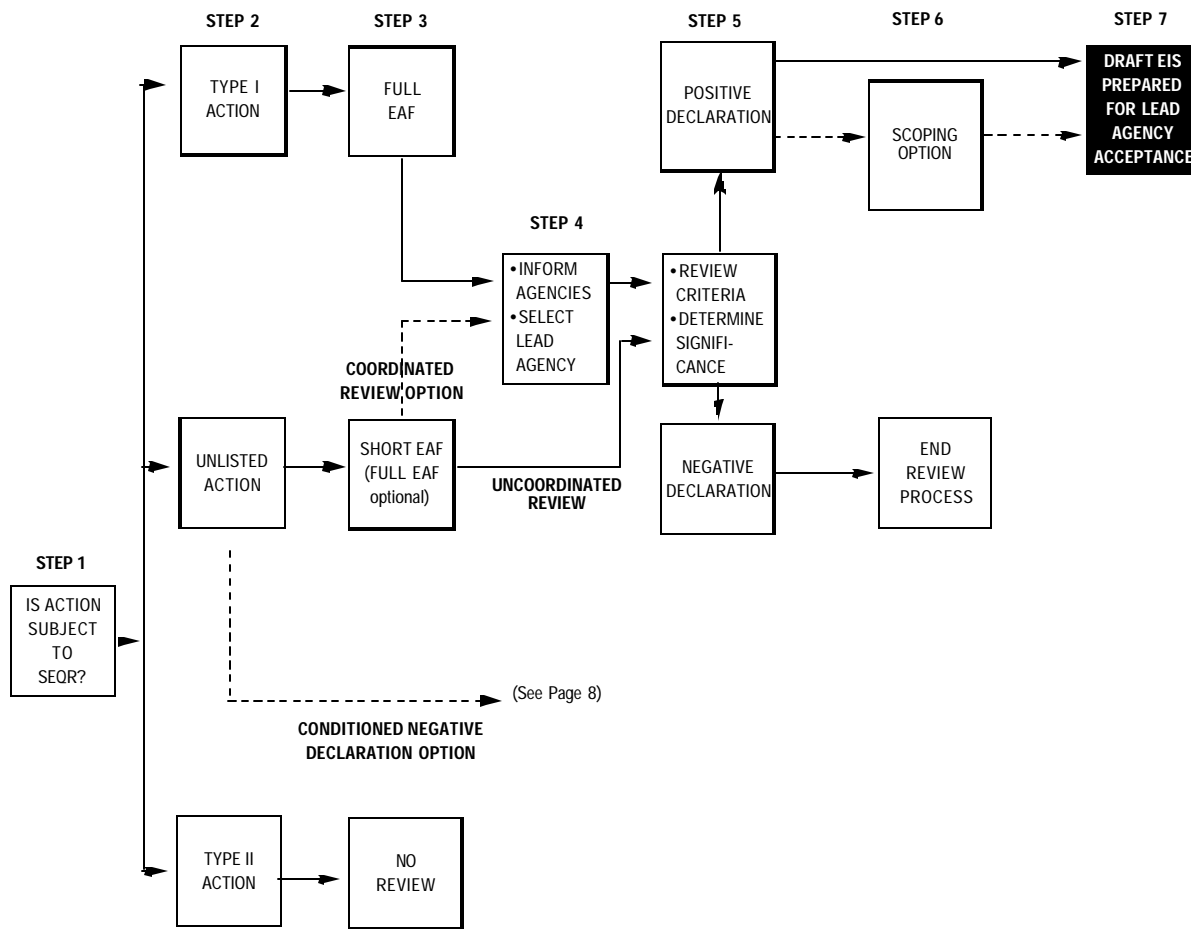 STEP 2
STEP 3
STEP 5
STEP 6
STEP 7
TYPE I
ACTION
FULL
EAF
POSITIVE
DECLARATION
SCOPING
OPTION
DRAFT EIS
PREPARED
FOR LEAD
AGENCY
ACCEPTANCE
STEP 4
•INFORM
AGENCIES
•SELECT
LEAD
AGENCY
•REVIEW
CRITERIA
•DETERMINE
SIGNIFI-
CANCE
COORDINATED
REVIEW OPTION
UNLISTED
ACTION
SHORT EAF
(FULL EAF
optional)
UNCOORDINATED
REVIEW
NEGATIVE
DECLARATION
END
REVIEW
PROCESS
STEP 1
IS ACTION
SUBJECT
TO
SEQR?
(See Page 8)
CONDITIONED NEGATIVE
DECLARATION OPTION
TYPE II
ACTION
NO
REVIEW